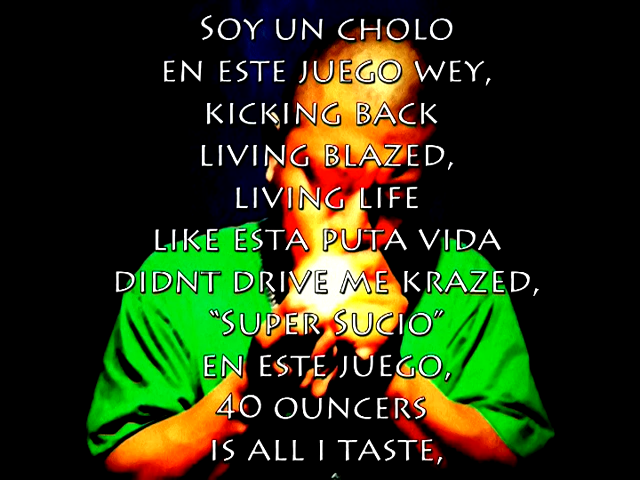 Soy un cholo
en este juego wey,
kicking back
living blazed,
living life
like esta puta vida
didnt drive me krazed,
“Super Sucio”
en este juego,
40 ouncers
is all I taste,